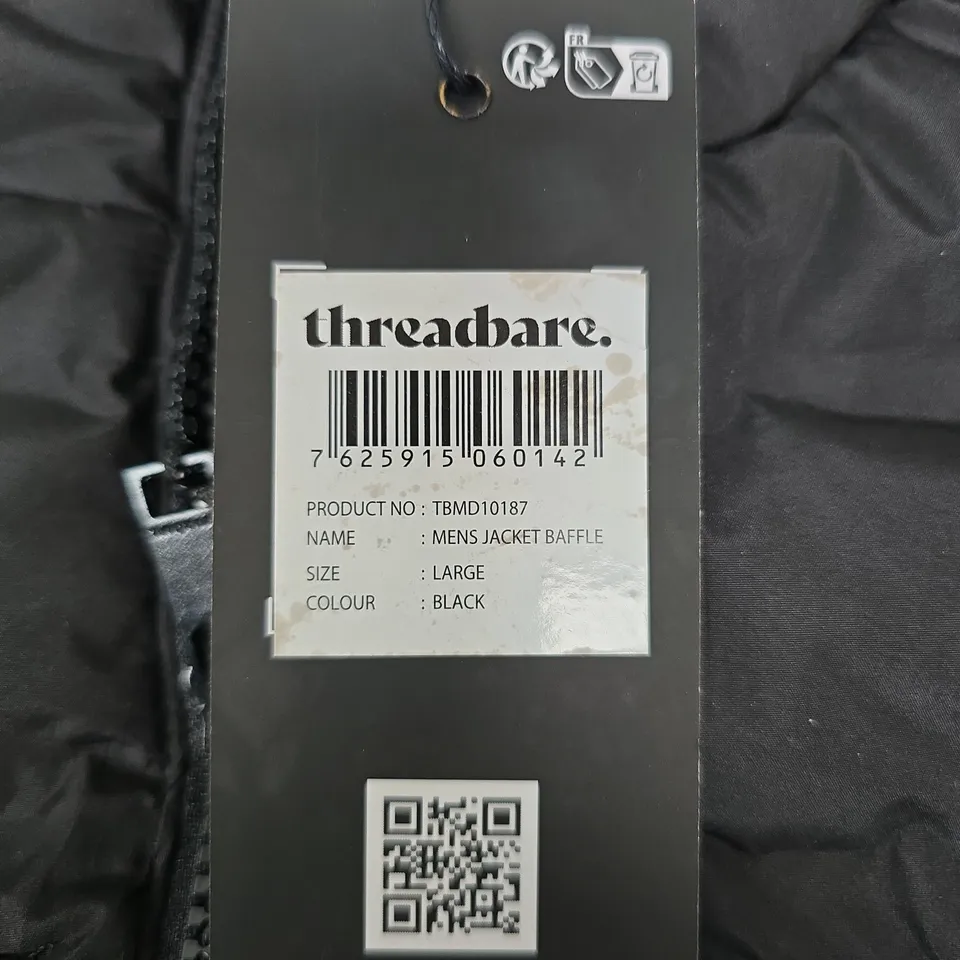 FR
threadbare.
7 625915 060142
PRODUCT NO : TBMD10187
NAME : MENS JACKET BAFFLE
SIZE : LARGE
COLOUR : BLACK